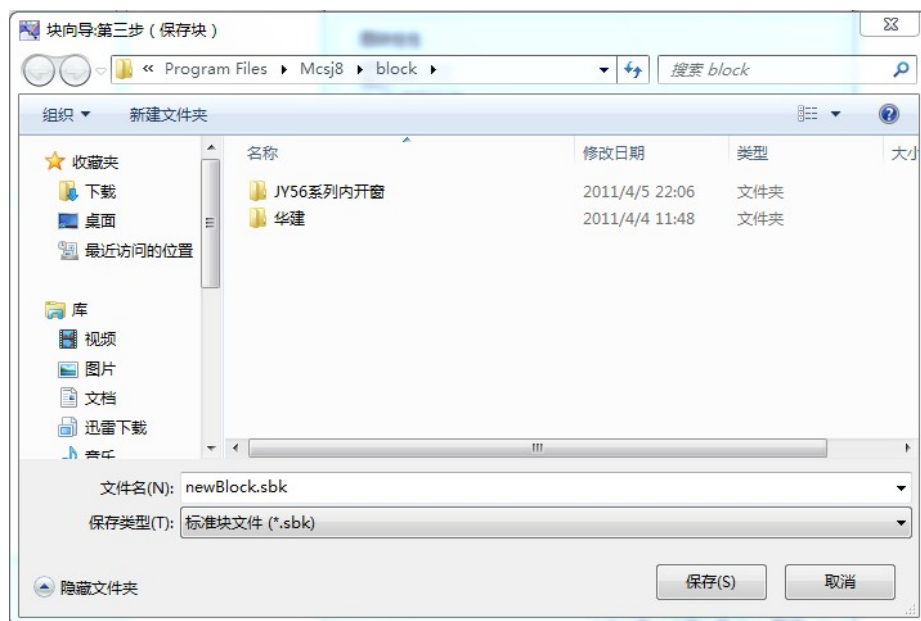 块向导:第三步（保存块）
« Program Files ▸ Mcsj8 ▸ block ▸
搜索 block
组织
新建文件夹
收藏夹
下载
桌面
最近访问的位置
库
视频
图片
文档
迅雷下载
音乐
名称 修改日期 类型 大小
JY56系列内开窗 2011/4/5 22:06 文件夹
华建 2011/4/4 11:48 文件夹
文件名(N): newBlock.sbk
保存类型(T): 标准块文件 (*.sbk)
隐藏文件夹
保存(S)
取消